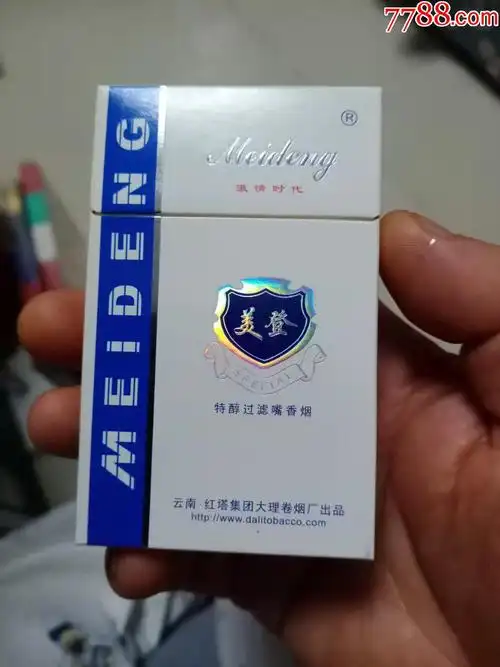 7788.com
®
Meideng
激情时代
MEiDENG
美登
SPECIAL
特醇过滤嘴香烟
云南·红塔集团大理卷烟厂出品
http://www.dalitobacco.com